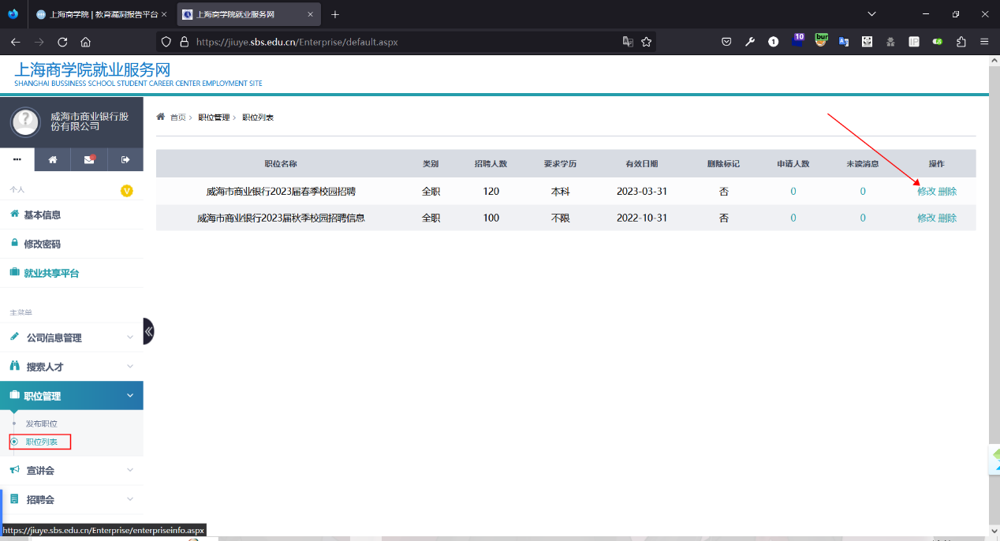 上海商学院 | 教育漏洞报告平台
上海商学院就业服务网
https://jiuye.sbs.edu.cn/Enterprise/default.aspx
10
bur
上海商学院就业服务网
SHANGHAI BUSSINESS SCHOOL STUDENT CAREER CENTER EMPLOYMENT SITE
威海市商业银行股
份有限公司
首页 > 职位管理 > 职位列表
职位名称 类别 招聘人数 要求学历 有效日期 删除标记 申请人数 未读消息 操作
威海市商业银行2023届春季校园招聘 全职 120 本科 2023-03-31 否 0 0 修改 删除
威海市商业银行2023届秋季校园招聘信息 全职 100 不限 2022-10-31 否 0 0 修改 删除
个人
V
基本信息
修改密码
就业共享平台
主菜单
公司信息管理
搜索人才
职位管理
发布职位
职位列表
宣讲会
招聘会
https://jiuye.sbs.edu.cn/Enterprise/enterpriseinfo.aspx